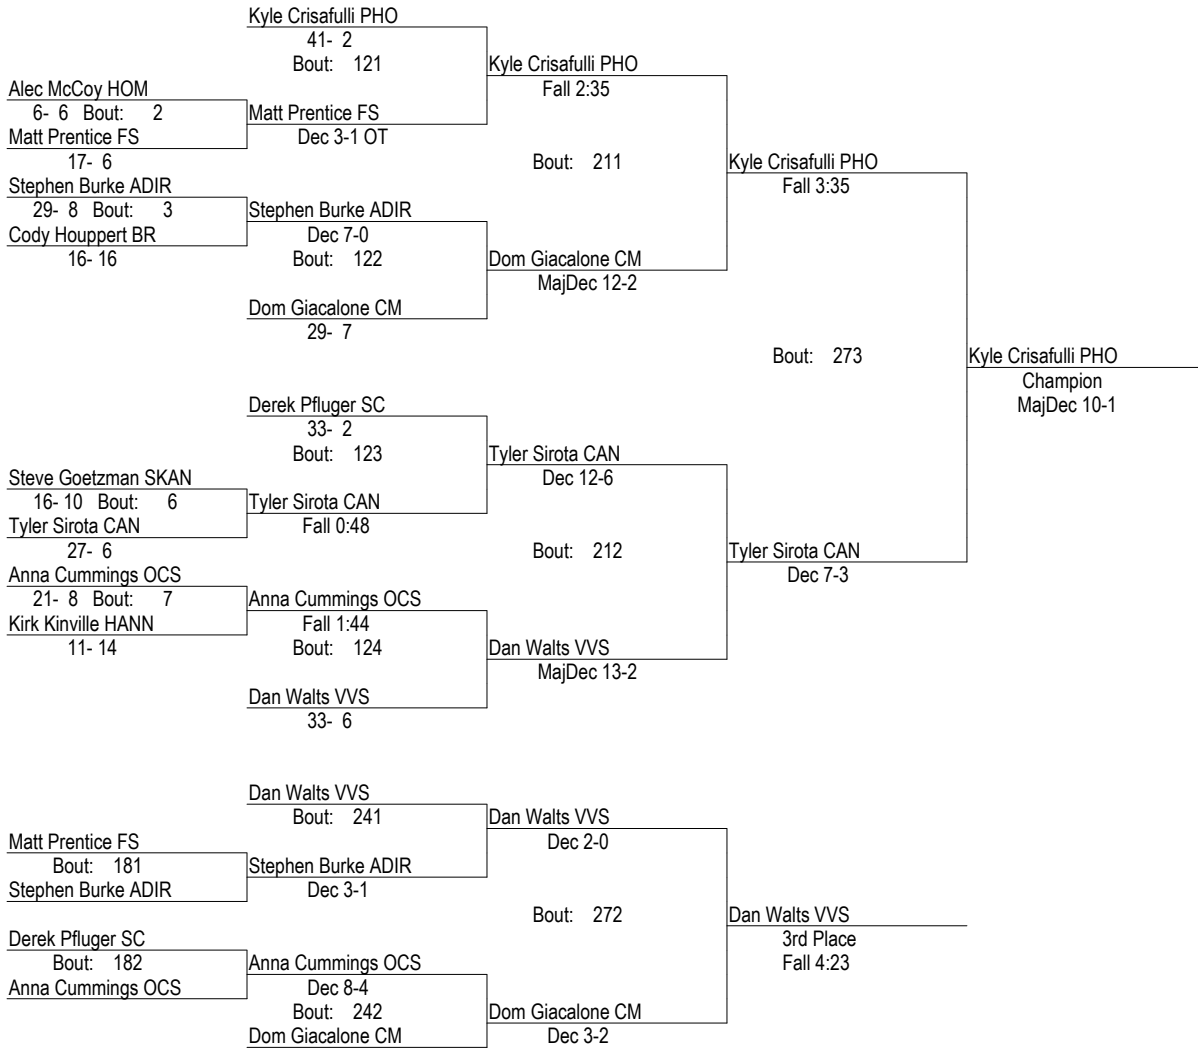 Kyle Crisafulli PHO
41- 2
Bout: 121
Kyle Crisafulli PHO
Fall 2:35
Alec McCoy HOM
6- 6 Bout: 2
Matt Prentice FS
Matt Prentice FS
Dec 3-1 OT
17- 6
Bout: 211
Kyle Crisafulli PHO
Fall 3:35
Stephen Burke ADIR
29- 8 Bout: 3
Stephen Burke ADIR
Cody Houppert BR
Dec 7-0
16- 16
Bout: 122
Dom Giacalone CM
MajDec 12-2
Dom Giacalone CM
29- 7
Bout: 273
Kyle Crisafulli PHO
Champion
MajDec 10-1
Derek Pfluger SC
33- 2
Bout: 123
Tyler Sirota CAN
Dec 12-6
Steve Goetzman SKAN
16- 10 Bout: 6
Tyler Sirota CAN
Tyler Sirota CAN
Fall 0:48
27- 6
Bout: 212
Tyler Sirota CAN
Dec 7-3
Anna Cummings OCS
21- 8 Bout: 7
Anna Cummings OCS
Kirk Kinville HANN
Fall 1:44
11- 14
Bout: 124
Dan Walts VVS
MajDec 13-2
Dan Walts VVS
33- 6
Dan Walts VVS
Bout: 241
Dan Walts VVS
Dec 2-0
Matt Prentice FS
Bout: 181
Stephen Burke ADIR
Stephen Burke ADIR
Dec 3-1
Bout: 272
Dan Walts VVS
3rd Place
Fall 4:23
Derek Pfluger SC
Bout: 182
Anna Cummings OCS
Anna Cummings OCS
Dec 8-4
Bout: 242
Dom Giacalone CM
Dec 3-2
Dom Giacalone CM